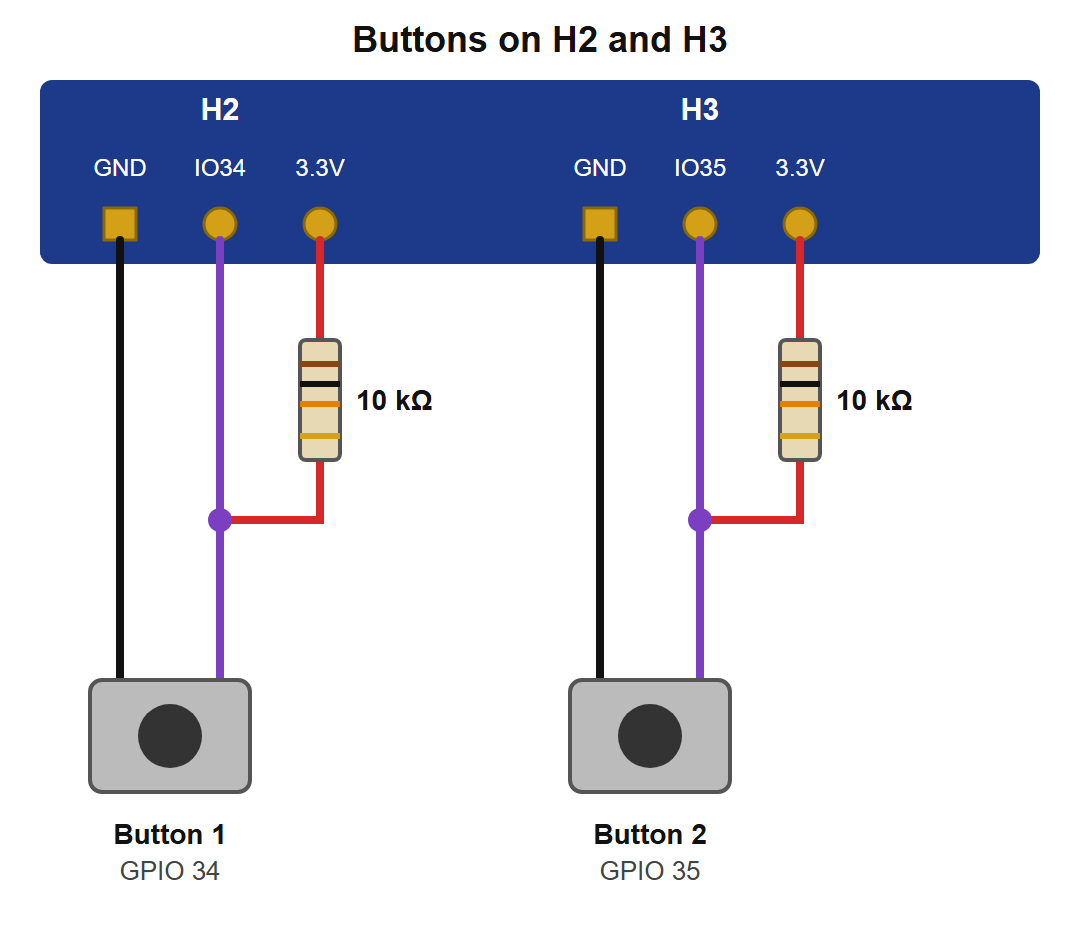 Buttons on H2 and H3
H2 H3
GND IO34 3.3V GND IO35 3.3V
10 kΩ 10 kΩ
Button 1 Button 2
GPIO 34 GPIO 35